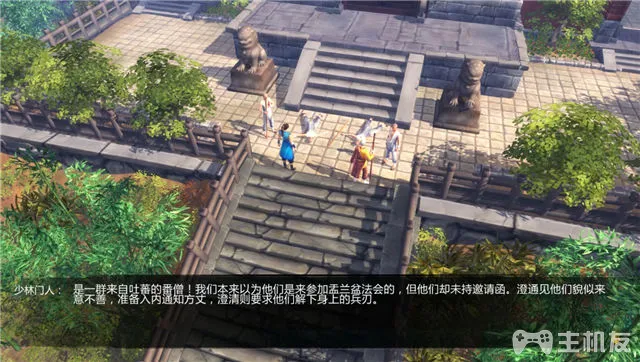 少林门人： 是一群来自吐蕃的番僧！我们本来以为他们是来参加盂兰盆法会的，但他们却未持邀请函。澄通见他们貌似来
意不善，准备入内通知方丈，澄清则要求他们解下身上的兵刃。
主机友